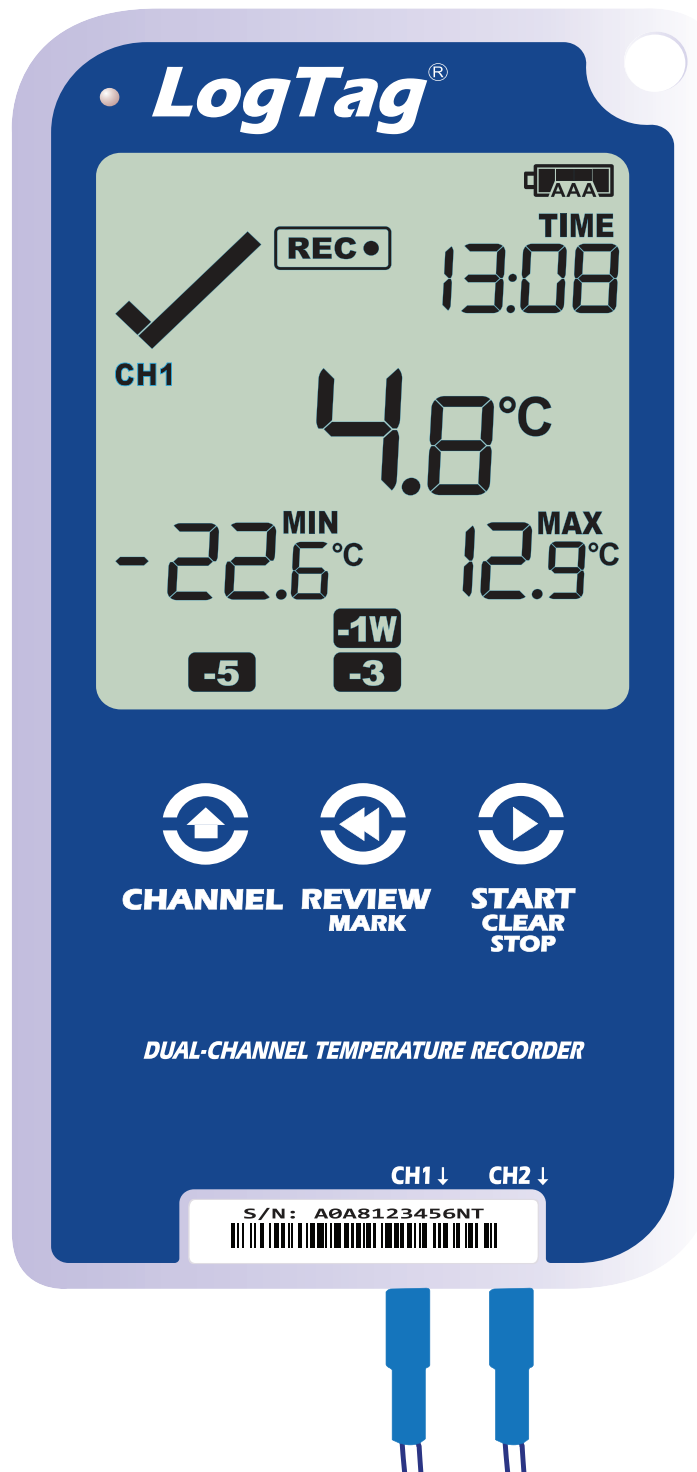 LogTag®
AAA
TIME
REC
13:08
CH1
4.8°C
MIN
-22.6°C
MAX
12.9°C
-1W
-5
-3
CHANNEL
REVIEW
MARK
START
CLEAR
STOP
DUAL-CHANNEL TEMPERATURE RECORDER
CH1↓ CH2↓
S/N: A0A8123456NT